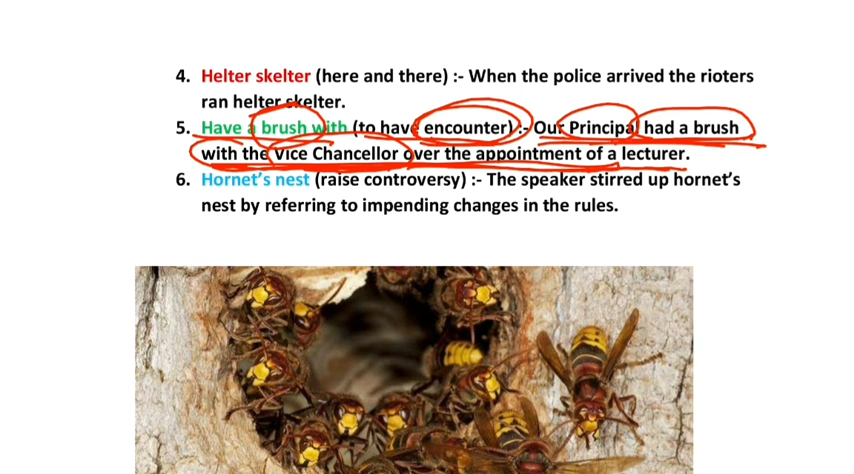 4. Helter skelter (here and there) :- When the police arrived the rioters
ran helter skelter.
5. Have a brush with (to have encounter) :- Our Principal had a brush
with the Vice Chancellor over the appointment of a lecturer.
6. Hornet's nest (raise controversy) :- The speaker stirred up hornet's
nest by referring to impending changes in the rules.